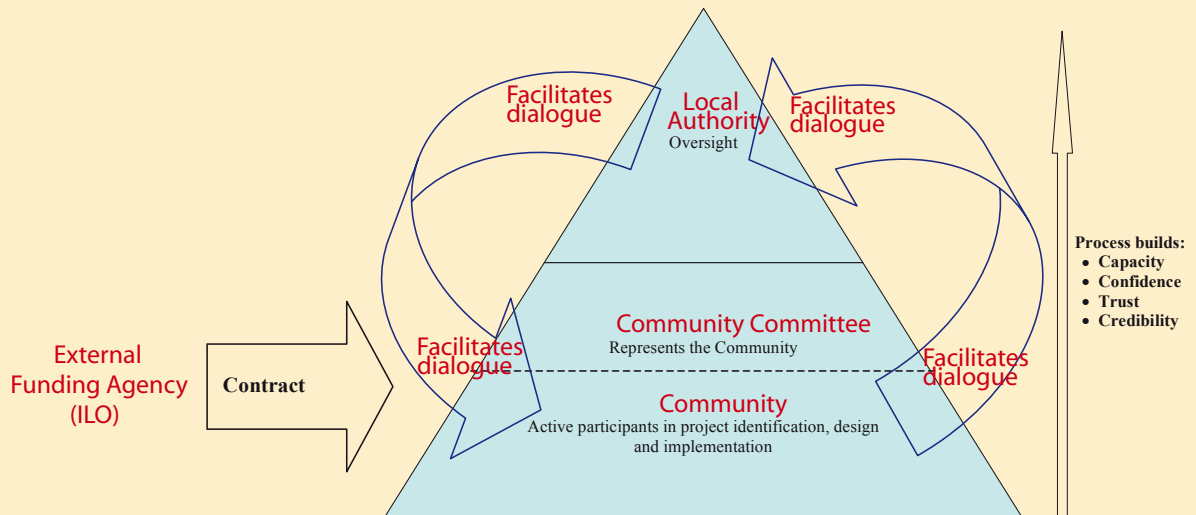 Facilitates
dialogue
Local
Authority
Oversight
Facilitates
dialogue
Process builds:
• Capacity
• Confidence
• Trust
• Credibility
External
Funding Agency
(ILO)
Contract
Facilitates
dialogue
Community Committee
Represents the Community
Facilitates
dialogue
Community
Active participants in project identification, design
and implementation